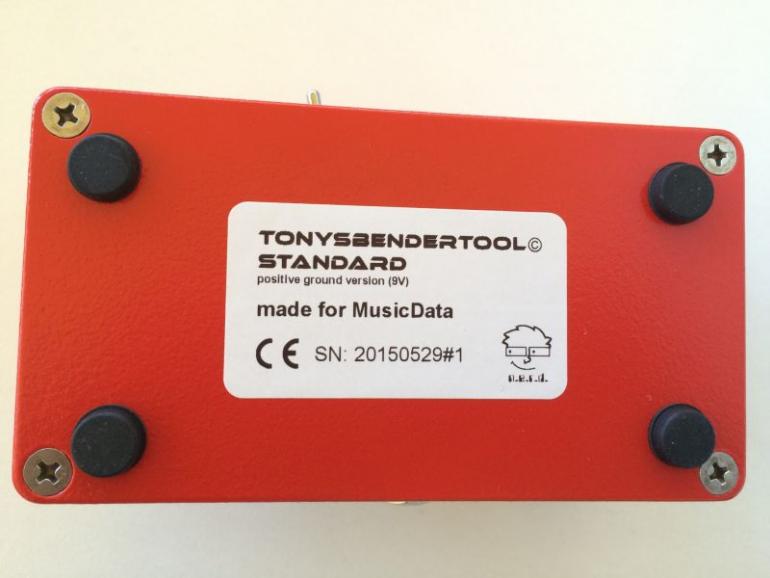 TONYSBENDERTOOL©
STANDARD
positive ground version (9V)
made for MusicData
CE SN: 20150529#1
n.e.r.d.